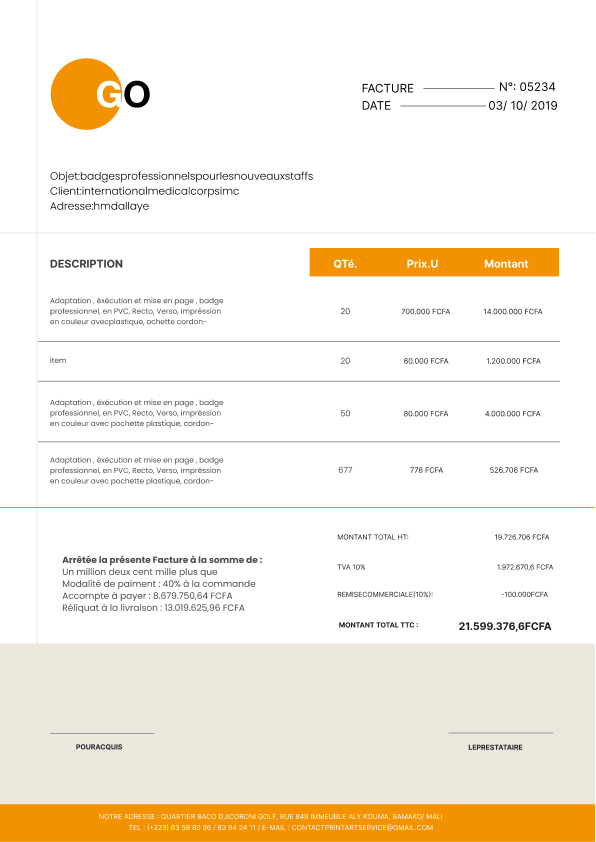 GO
FACTURE N°: 05234
DATE 03/ 10/ 2019
Objet:badgesprofessionnelspourlesnouveauxstaffs
Client:internationalmedicalcorpsimc
Adresse:hmdallaye
DESCRIPTION QTé. Prix.U Montant
Adaptation , éxécution et mise en page , badge
professionnel, en PVC, Recto, Verso, impréssion
en couleur avecplastique, ochette cordon-
20 700.000 FCFA 14.000.000 FCFA
item 20 60.000 FCFA 1.200.000 FCFA
Adaptation , éxécution et mise en page , badge
professionnel, en PVC, Recto, Verso, impréssion
en couleur avec pochette plastique, cordon-
50 80.000 FCFA 4.000.000 FCFA
Adaptation , éxécution et mise en page , badge
professionnel, en PVC, Recto, Verso, impréssion
en couleur avec pochette plastique, cordon-
677 778 FCFA 526.706 FCFA
MONTANT TOTAL HT: 19.726.706 FCFA
TVA 10% 1.972.670,6 FCFA
REMISECOMMERCIALE(10%): -100.000FCFA
MONTANT TOTAL TTC : 21.599.376,6FCFA
Arrêtée la présente Facture à la somme de :
Un million deux cent mille plus que
Modalité de paiment : 40% à la commande
Accompte à payer : 8.679.750,64 FCFA
Réliquat à la livraison : 13.019.625,96 FCFA
POURACQUIS LEPRESTATAIRE
NOTRE ADRESSE : QUARTIER BACO DJICORONI GOLF, RUE 849 IMMEUBLE ALY KOUMA, BAMAKO/ MALI
TEL : (+223) 63 59 60 96 / 83 94 24 11 / E-MAIL : CONTACTPRINTARTSERVICE@GMAIL.COM